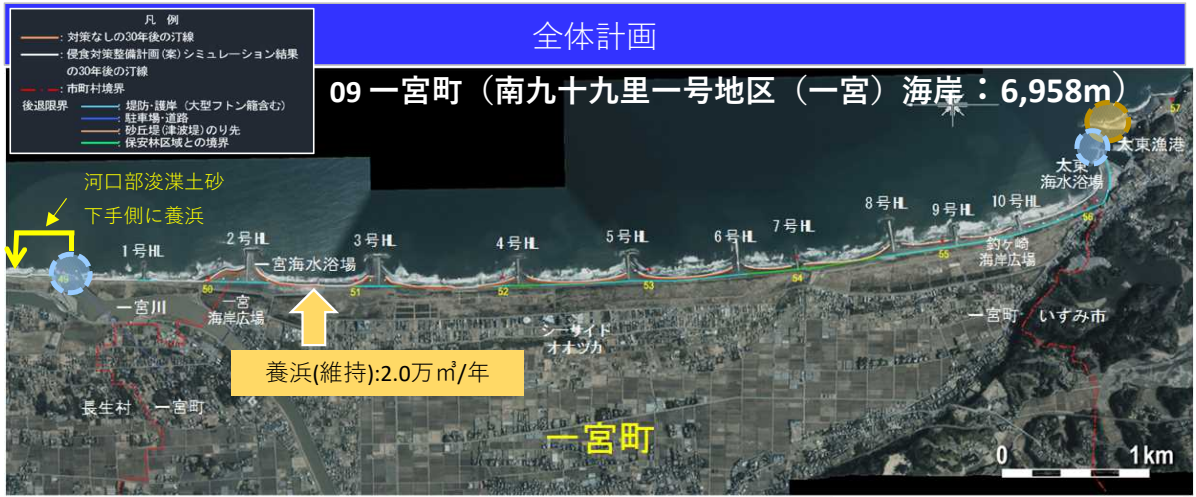 全体計画
凡 例
: 対策なしの30年後の汀線
: 侵食対策整備計画(案)シミュレーション結果
の30年後の汀線
: 市町村境界
後退限界
: 堤防・護岸（大型フトン籠含む）
: 駐車場・道路
: 砂丘堤(津波堤)のり先
: 保安林区域との境界
09 一宮町（南九十九里一号地区（一宮）海岸：6,958m）
57
太東漁港
太東
海水浴場
56
河口部浚渫土砂
下手側に養浜
49
1号HL
2号HL
3号HL
4号HL
5号HL
6号HL
7号HL
8号HL
9号HL
10号HL
一宮海水浴場
釣ヶ崎
海岸広場
50
51
52
53
54
55
一宮川
一宮
海岸広場
シーサイド
オオツカ
一宮町
いすみ市
養浜(維持):2.0万㎥/年
長生村
一宮町
一宮町
0
1km